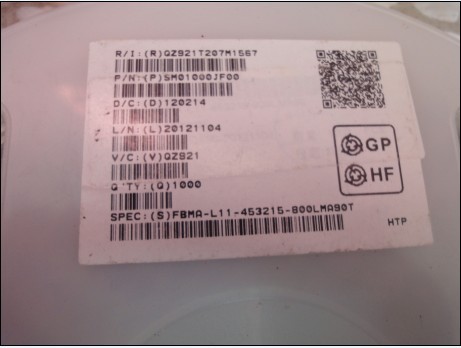 R/I:(R)QZ921T207M1567
P/N:(P)SM01000JF00
D/C:(D)120214
L/N:(L)20121104
V/C:(V)QZ921
Q'TY:(Q)1000
SPEC:(S)FBMA-L11-453215-800LMA90T
GP
HF
HTP